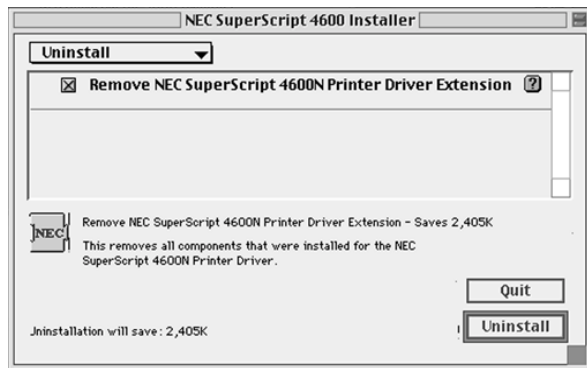 NEC SuperScript 4600 Installer
Uninstall
Remove NEC SuperScript 4600N Printer Driver Extension ?
NEC
Remove NEC SuperScript 4600N Printer Driver Extension - Saves 2,405K
This removes all components that were installed for the NEC
SuperScript 4600N Printer Driver.
Quit
Jninstallation will save: 2,405K
Uninstall